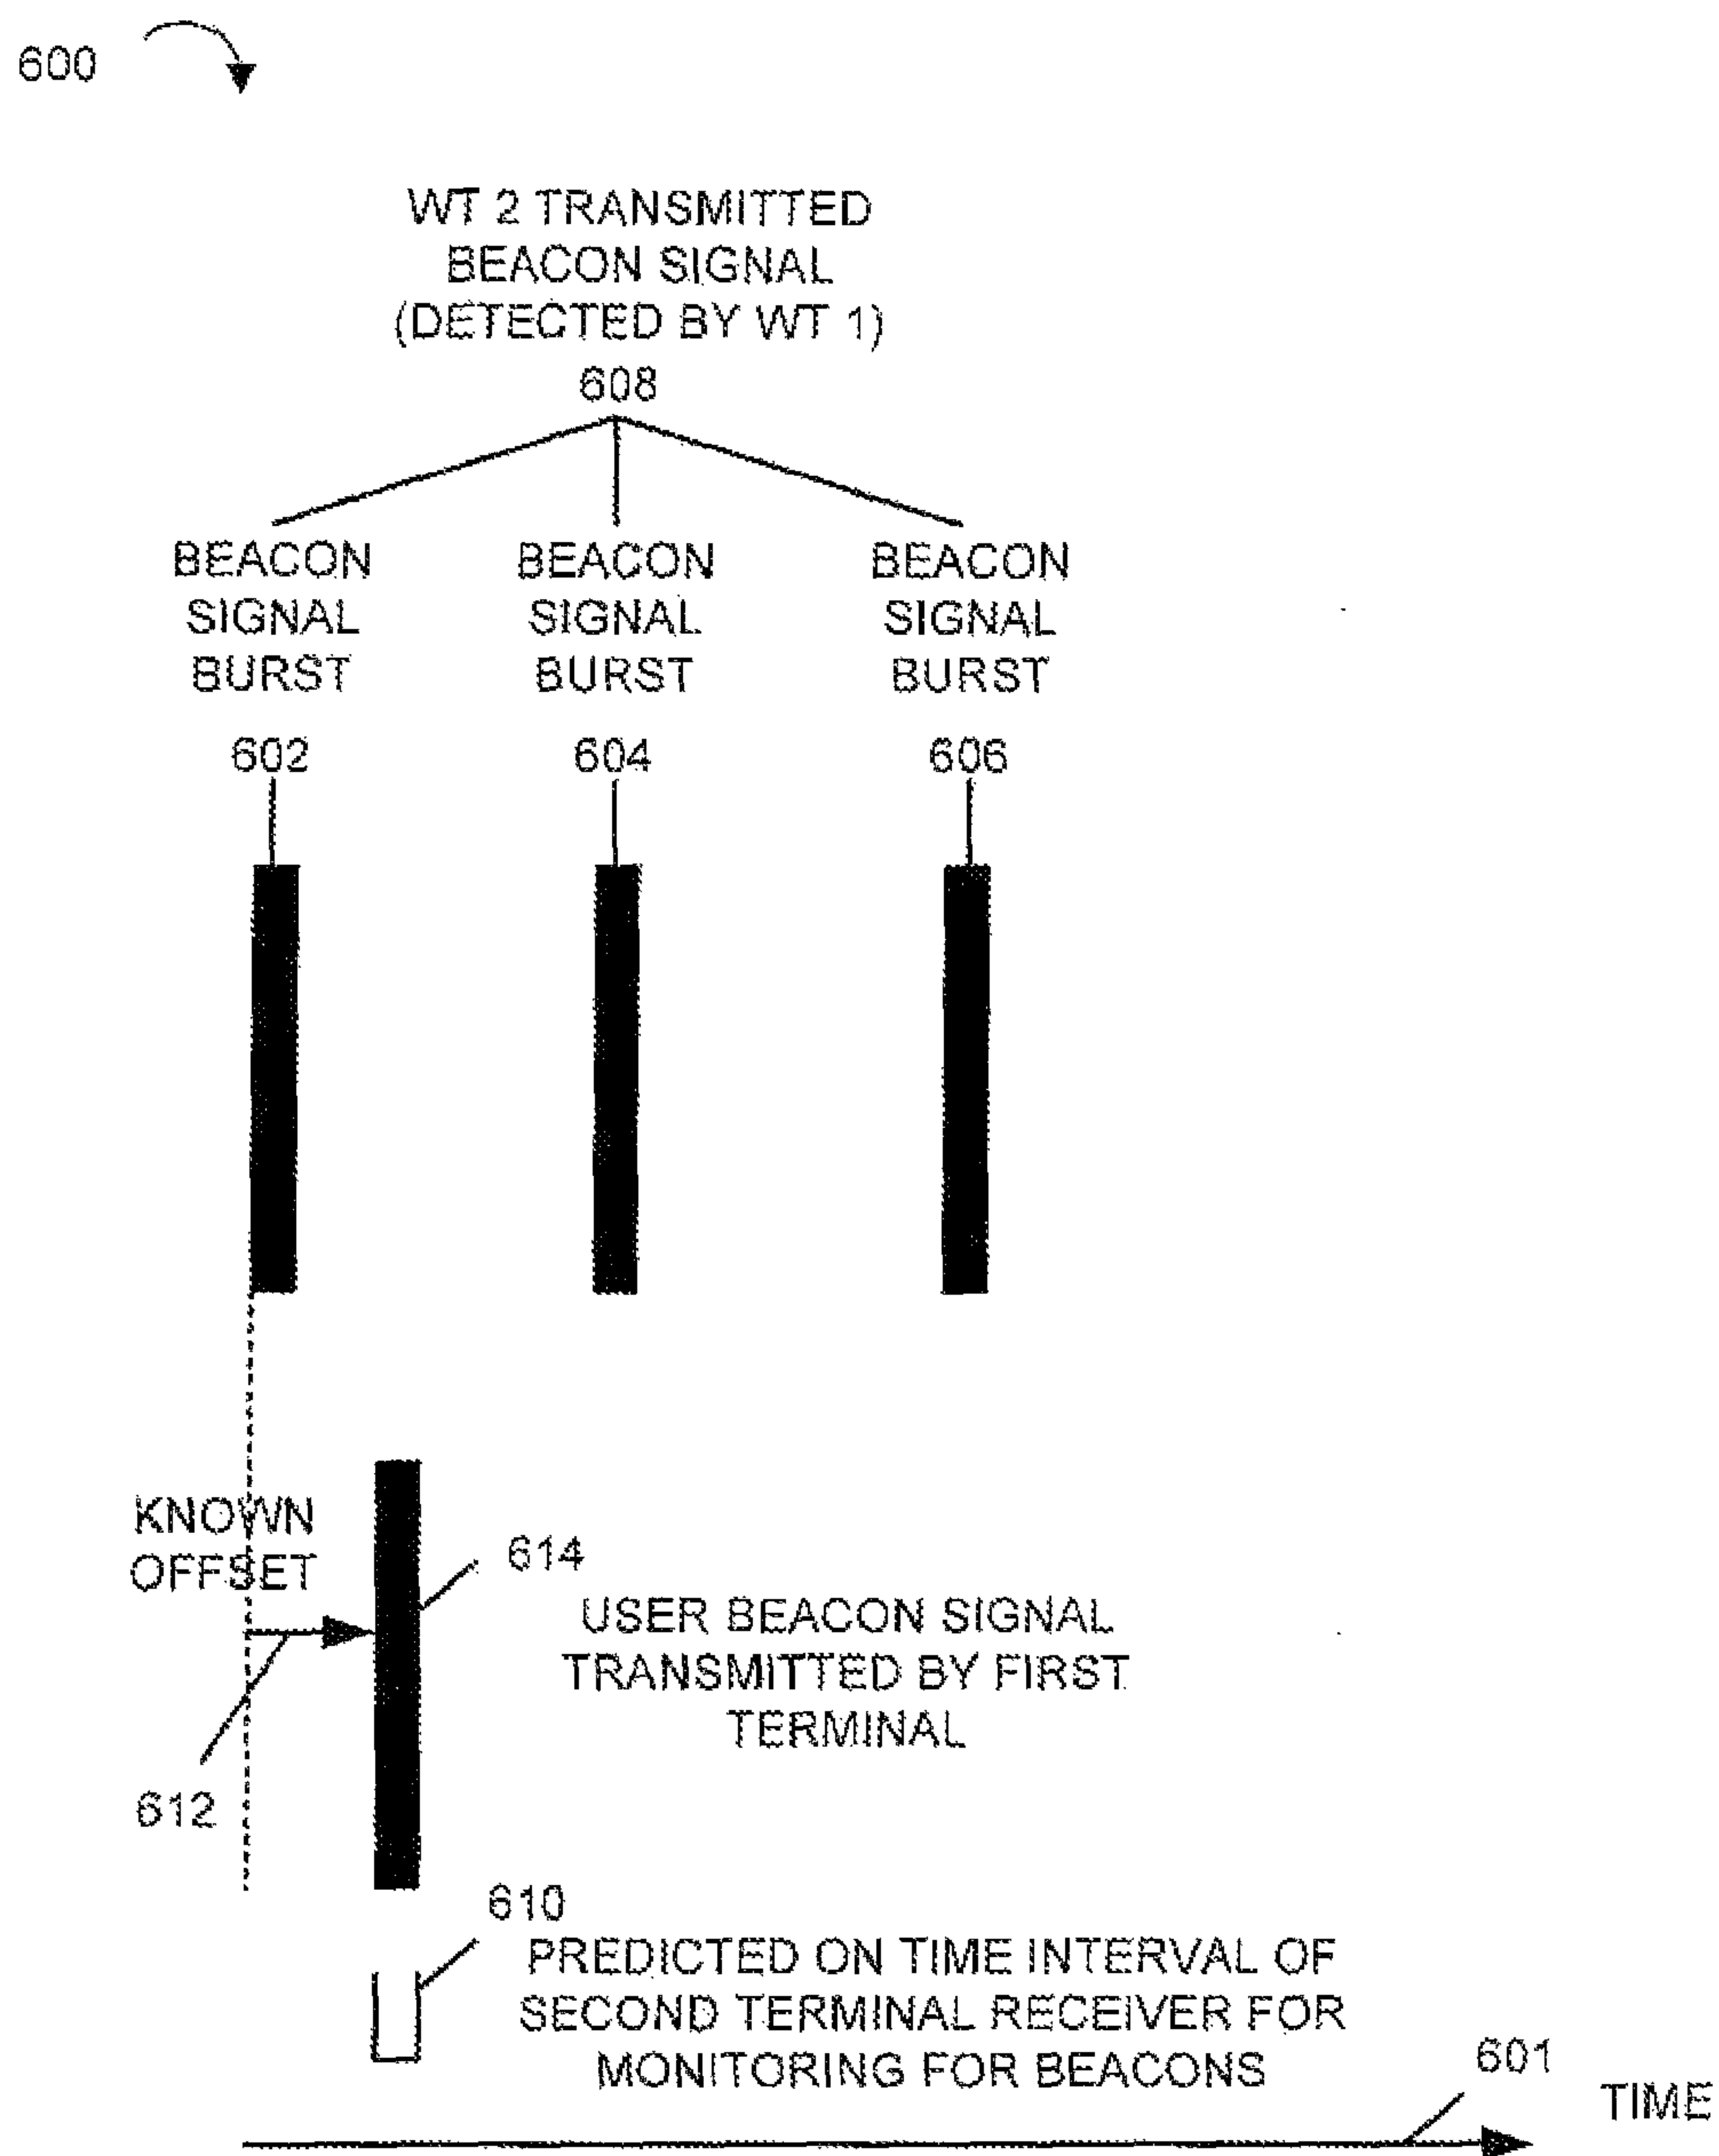 600
WT 2 TRANSMITTED
BEACON SIGNAL
(DETECTED BY WT 1)
608
BEACON SIGNAL BURST
602
BEACON SIGNAL BURST
604
BEACON SIGNAL BURST
606
KNOWN
OFFSET
612
614
USER BEACON SIGNAL
TRANSMITTED BY FIRST
TERMINAL
610
PREDICTED ON TIME INTERVAL OF
SECOND TERMINAL RECEIVER FOR
MONITORING FOR BEACONS
601
TIME